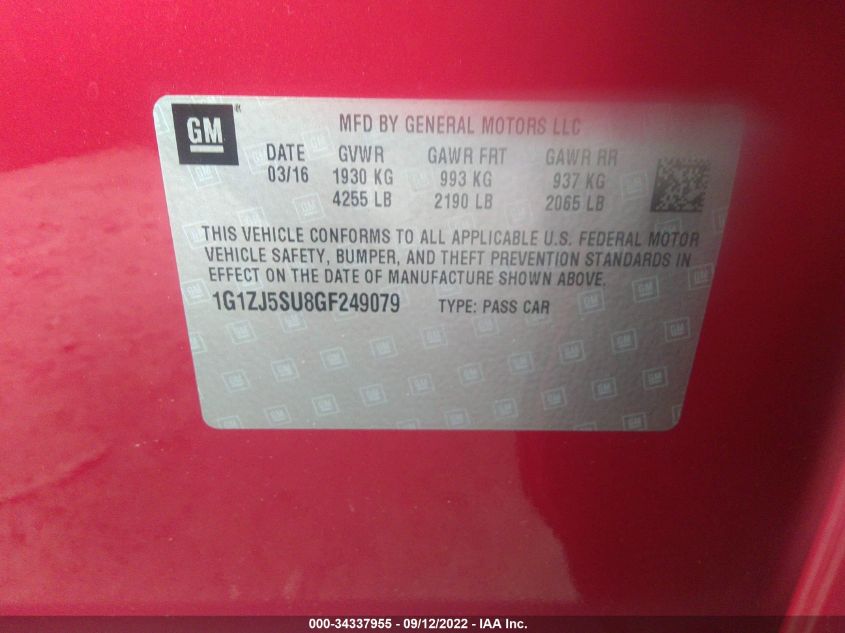 GM
MFD BY GENERAL MOTORS LLC
DATE GVWR GAWR FRT GAWR RR
03/16 1930 KG 993 KG 937 KG
4255 LB 2190 LB 2065 LB
THIS VEHICLE CONFORMS TO ALL APPLICABLE U.S. FEDERAL MOTOR
VEHICLE SAFETY, BUMPER, AND THEFT PREVENTION STANDARDS IN
EFFECT ON THE DATE OF MANUFACTURE SHOWN ABOVE.
1G1ZJ5SU8GF249079 TYPE: PASS CAR
000-34337955 - 09/12/2022 - IAA Inc.